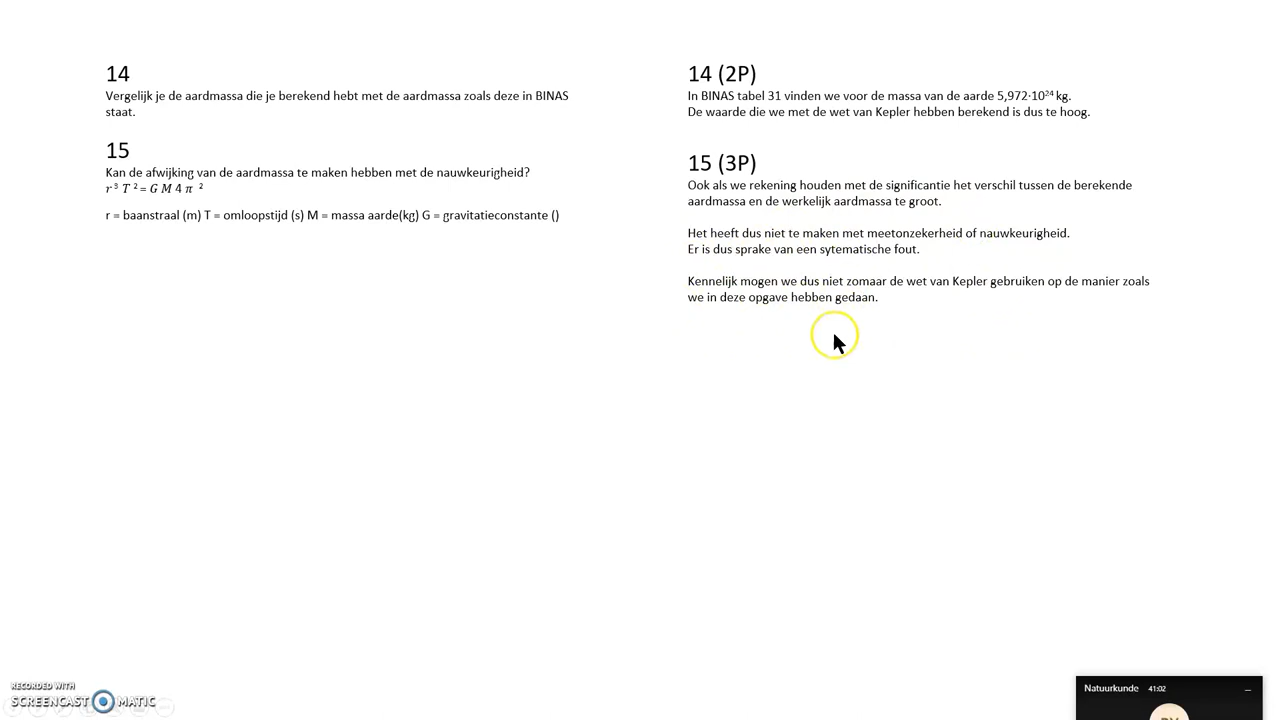 14
Vergelijk je de aardmassa die je berekend hebt met de aardmassa zoals deze in BINAS
staat.
15
Kan de afwijking van de aardmassa te maken hebben met de nauwkeurigheid?
r ³ T ² = G M 4 π ²
r = baanstraal (m) T = omloopstijd (s) M = massa aarde(kg) G = gravitatieconstante ()
14 (2P)
In BINAS tabel 31 vinden we voor de massa van de aarde 5,972·10²⁴ kg.
De waarde die we met de wet van Kepler hebben berekend is dus te hoog.
15 (3P)
Ook als we rekening houden met de significantie het verschil tussen de berekende
aardmassa en de werkelijk aardmassa te groot.
Het heeft dus niet te maken met meetonzekerheid of nauwkeurigheid.
Er is dus sprake van een sytematische fout.
Kennelijk mogen we dus niet zomaar de wet van Kepler gebruiken op de manier zoals
we in deze opgave hebben gedaan.
RECORDED WITH
SCREENCAST MATIC
Natuurkunde 41:02